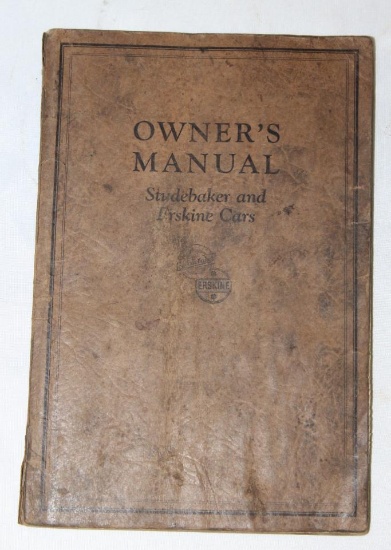 OWNER'S
MANUAL
Studebaker and
Erskine Cars
ERSKINE